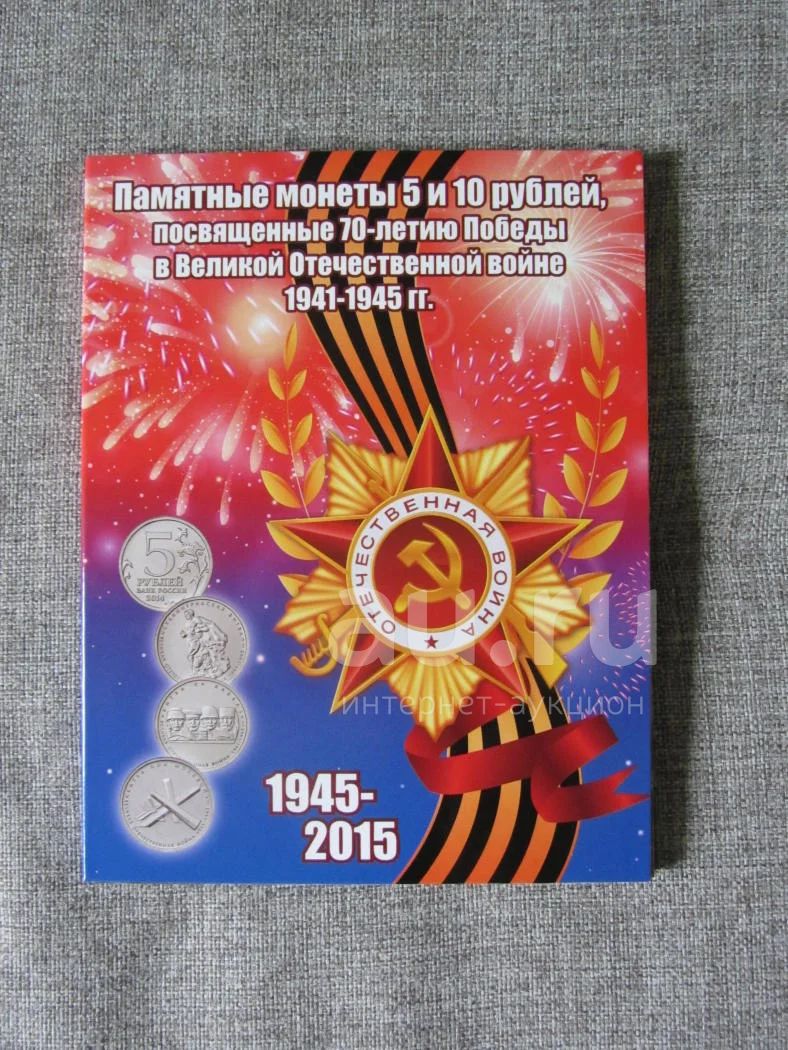 Памятные монеты 5 и 10 рублей,
посвященные 70-летию Победы
в Великой Отечественной войне
1941-1945 гг.
ОТЕЧЕСТВЕННАЯ ВОЙНА
5
РУБЛЕЙ
БАНК РОССИИ
2014
au.ru
интернет-аукцион
1945-
2015